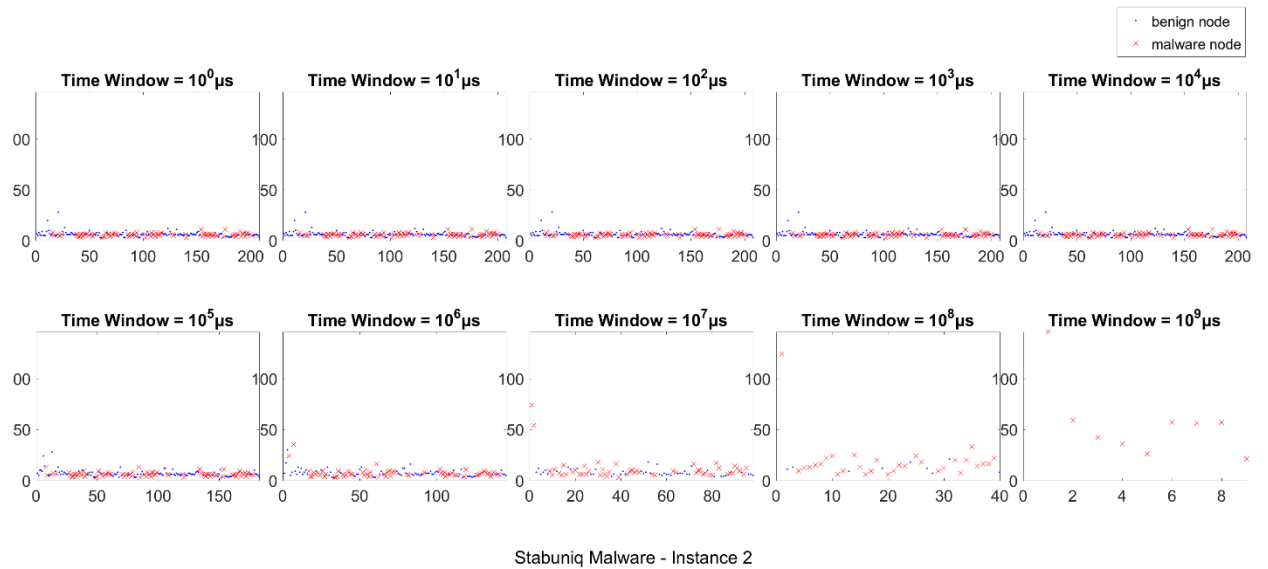 benign node
malware node
Time Window = 10⁰μs Time Window = 10¹μs Time Window = 10²μs Time Window = 10³μs Time Window = 10⁴μs
00 100 100 100 100
50 50 50 50 50
0 0 0 0 0
0 50 100 150 200 0 50 100 150 200 0 50 100 150 200 0 50 100 150 200 0 50 100 150 200
Time Window = 10⁵μs Time Window = 10⁶μs Time Window = 10⁷μs Time Window = 10⁸μs Time Window = 10⁹μs
00 100 100 100 100
50 50 50 50 50
0 0 0 0 0
0 50 100 150 0 50 100 0 20 40 60 80 0 10 20 30 40 2 4 6 8
Stabuniq Malware - Instance 2